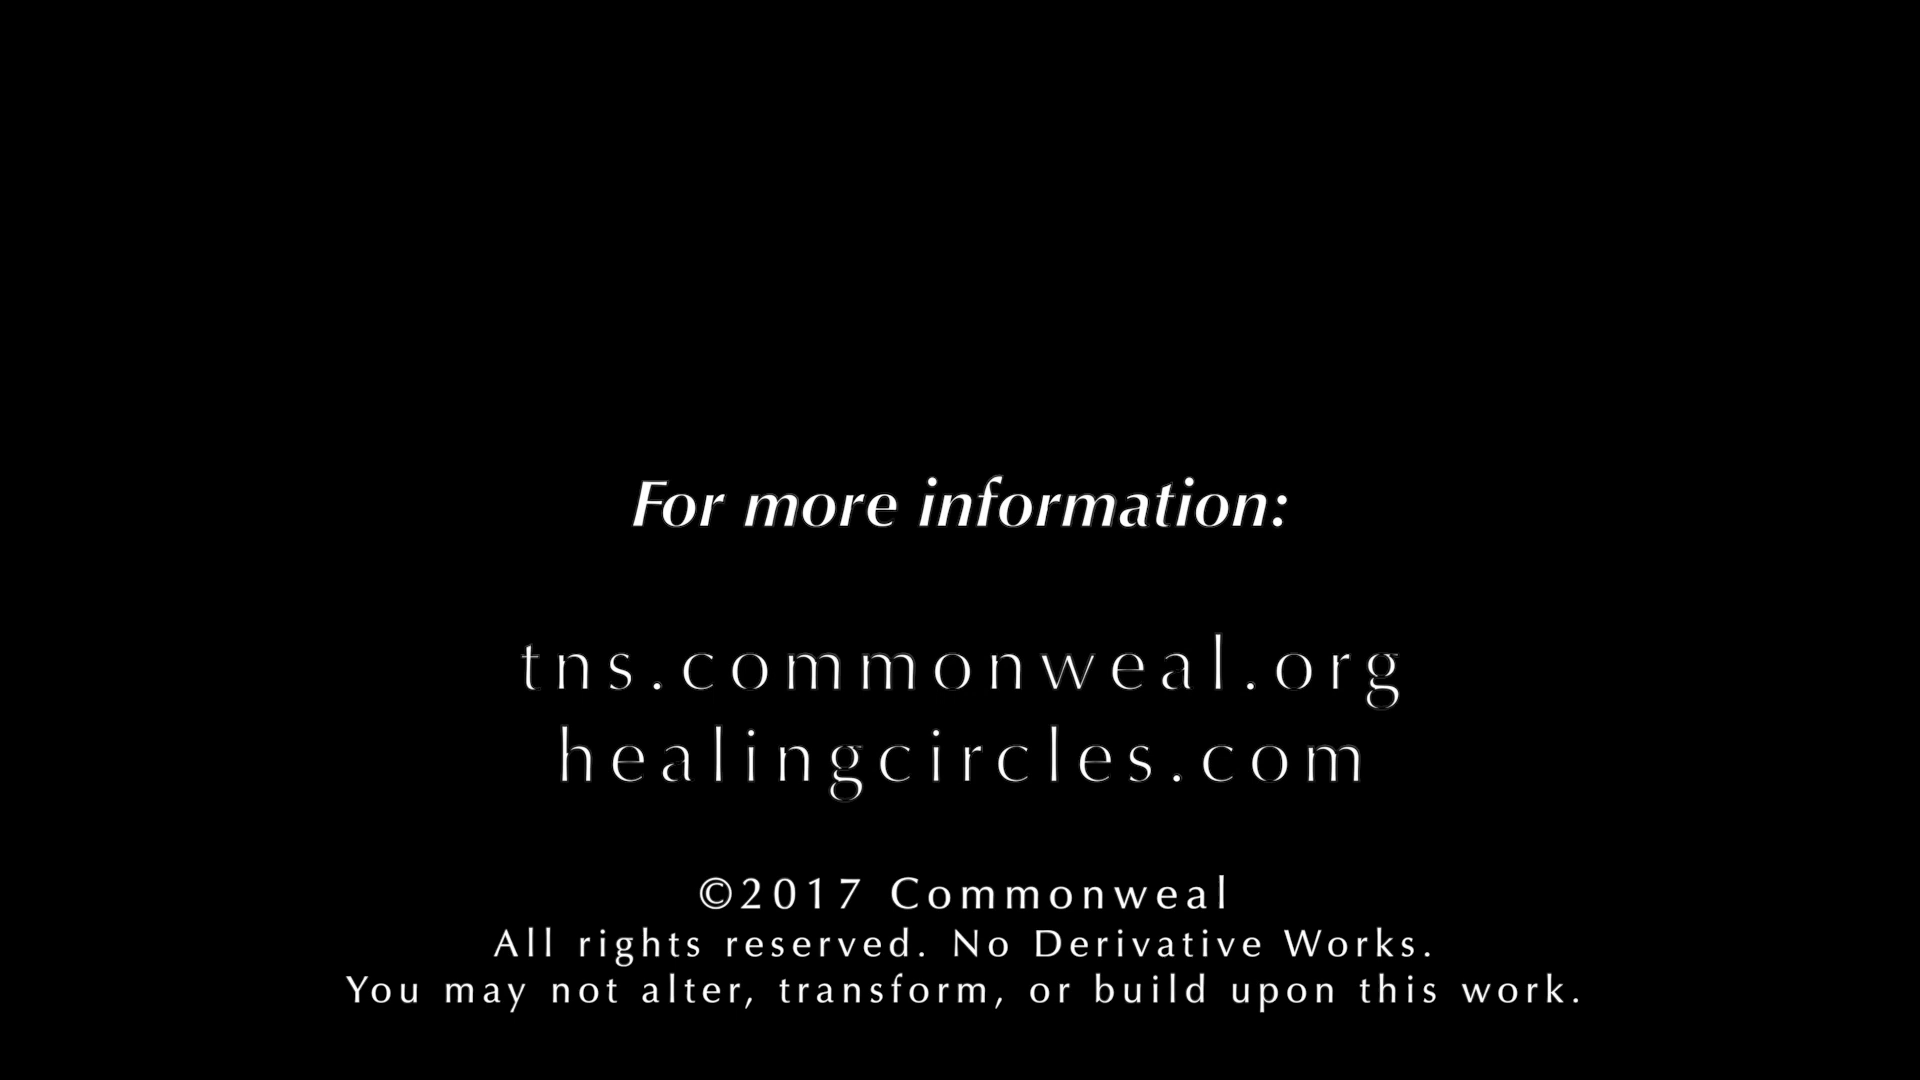 For more information:
tns.commonweal.org
healingcircles.com
©2017 Commonweal
All rights reserved. No Derivative Works.
You may not alter, transform, or build upon this work.